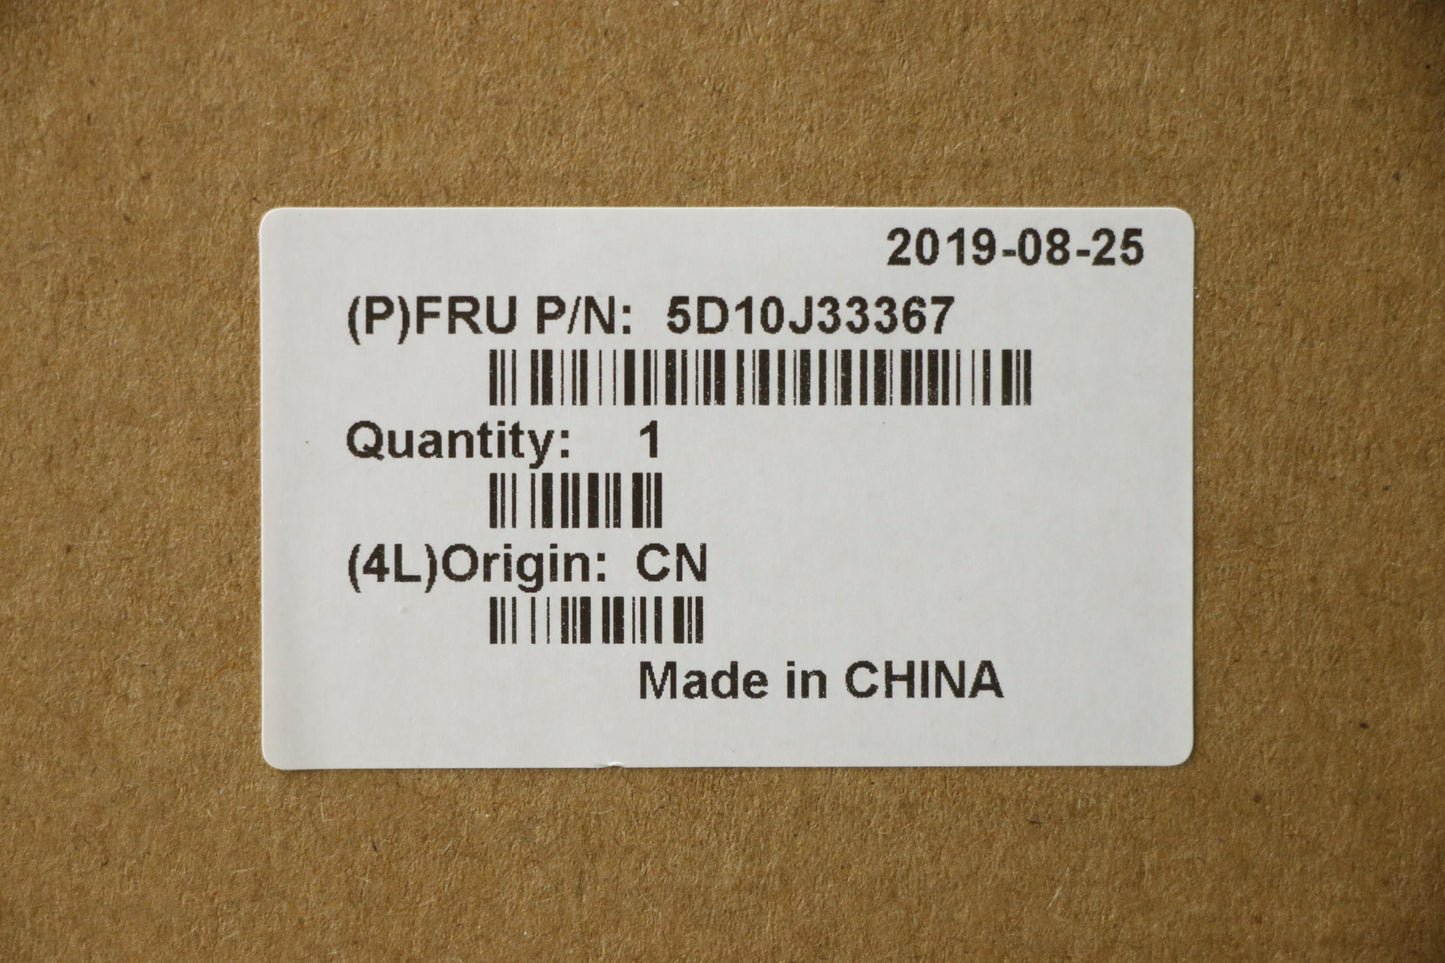 2019-08-25
(P)FRU P/N: 5D10J33367
Quantity: 1
(4L)Origin: CN
Made in CHINA